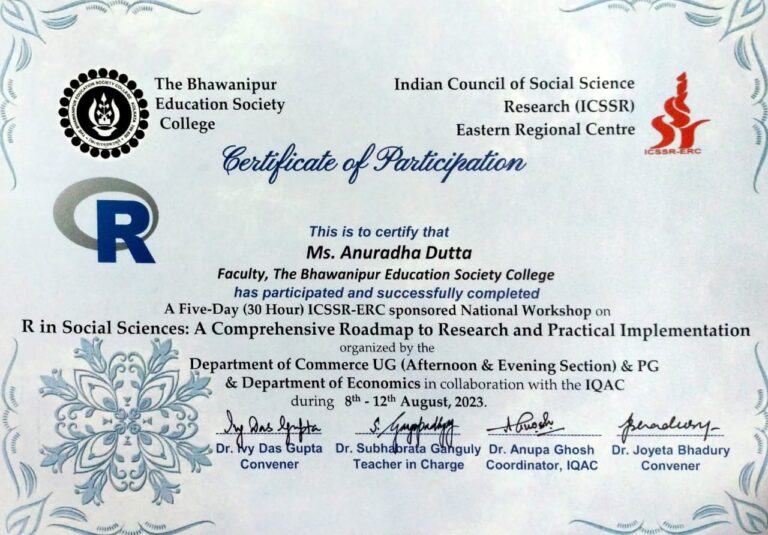 The Bhawanipur
Education Society
College
Indian Council of Social Science
Research (ICSSR)
Eastern Regional Centre
ICSSR-ERC
Certificate of Participation
R
This is to certify that
Ms. Anuradha Dutta
Faculty, The Bhawanipur Education Society College
has participated and successfully completed
A Five-Day (30 Hour) ICSSR-ERC sponsored National Workshop on
R in Social Sciences: A Comprehensive Roadmap to Research and Practical Implementation
organized by the
Department of Commerce UG (Afternoon & Evening Section) & PG
& Department of Economics in collaboration with the IQAC
during 8th - 12th August, 2023.
Ivy Das Gupta
Dr. Ivy Das Gupta Dr. Subhabrata Ganguly Dr. Anupa Ghosh Dr. Joyeta Bhadury
Convener Teacher in Charge Coordinator, IQAC Convener